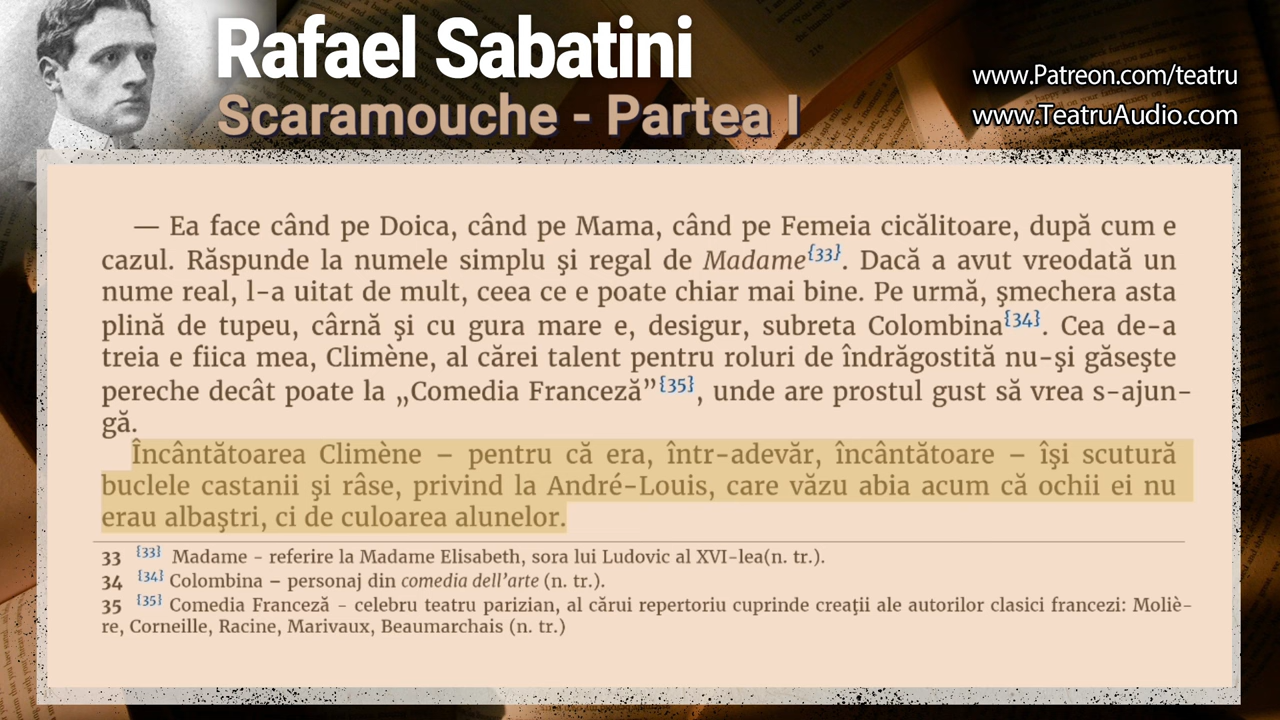 Rafael Sabatini
Scaramouche - Partea I
www.Patreon.com/teatru
www.TeatruAudio.com
— Ea face când pe Doica, când pe Mama, când pe Femeia cicălitoare, după cum e
cazul. Răspunde la numele simplu şi regal de Madame{33}. Dacă a avut vreodată un
nume real, l-a uitat de mult, ceea ce e poate chiar mai bine. Pe urmă, şmechera asta
plină de tupeu, cârnă şi cu gura mare e, desigur, subreta Colombina{34}. Cea de-a
treia e fiica mea, Climène, al cărei talent pentru roluri de îndrăgostită nu-şi găseşte
pereche decât poate la „Comedia Franceză”{35}, unde are prostul gust să vrea s-ajun-
gă.
Încântătoarea Climène – pentru că era, într-adevăr, încântătoare – îşi scutură
buclele castanii şi râse, privind la André-Louis, care văzu abia acum că ochii ei nu
erau albaştri, ci de culoarea alunelor.
33 {33} Madame - referire la Madame Elisabeth, sora lui Ludovic al XVI-lea(n. tr.).
34 {34} Colombina – personaj din comedia dell’arte (n. tr.).
35 {35} Comedia Franceză - celebru teatru parizian, al cărui repertoriu cuprinde creaţii ale autorilor clasici francezi: Moliè-
re, Corneille, Racine, Marivaux, Beaumarchais (n. tr.)